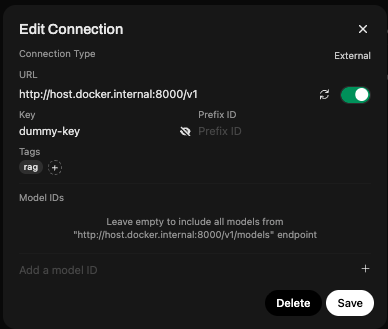 Edit Connection
Connection Type
External
URL
http://host.docker.internal:8000/v1
Key
Prefix ID
dummy-key
Prefix ID
Tags
rag
Model IDs
Leave empty to include all models from
"http://host.docker.internal:8000/v1/models" endpoint
Add a model ID
Delete
Save